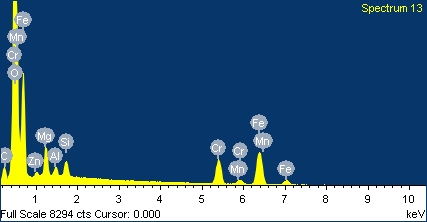 Spectrum 13
Fe
Mn
Cr
O
C
Zn
Mg
Al
Si
Cr
Cr
Mn
Fe
Mn
Fe
0 1 2 3 4 5 6 7 8 9 10
Full Scale 8294 cts Cursor: 0.000 keV